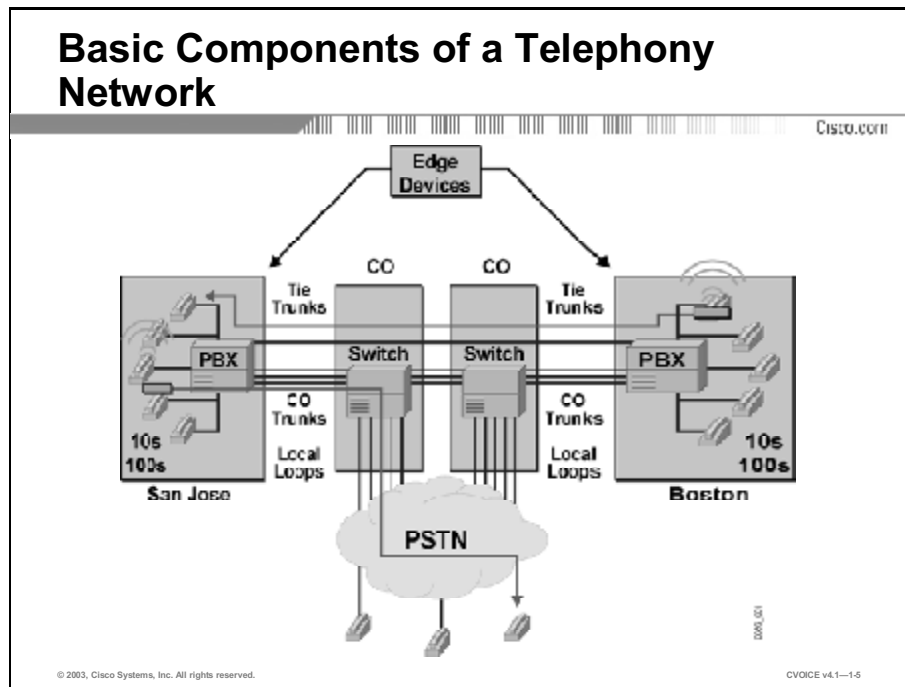 Basic Components of a Telephony
Network
Cisco.com
Edge
Devices
CO
CO
Tie
Trunks
Tie
Trunks
PBX
Switch
Switch
PBX
CO
Trunks
CO
Trunks
10s
100s
Local
Loops
Local
Loops
10s
100s
San Jose
Boston
PSTN
© 2003, Cisco Systems, Inc. All rights reserved.
CVOICE v4.1—1-5